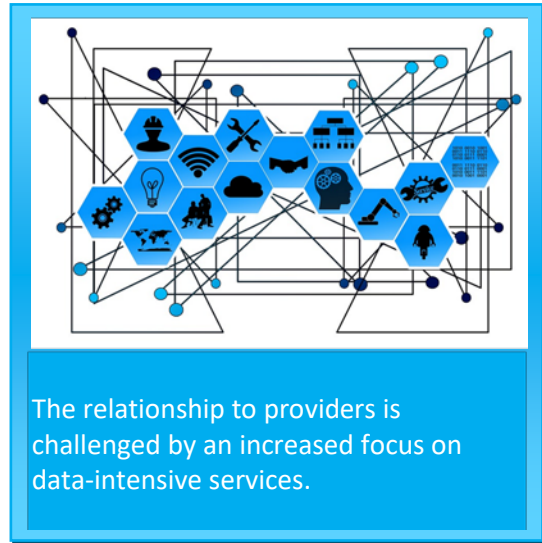 The relationship to providers is
challenged by an increased focus on
data-intensive services.